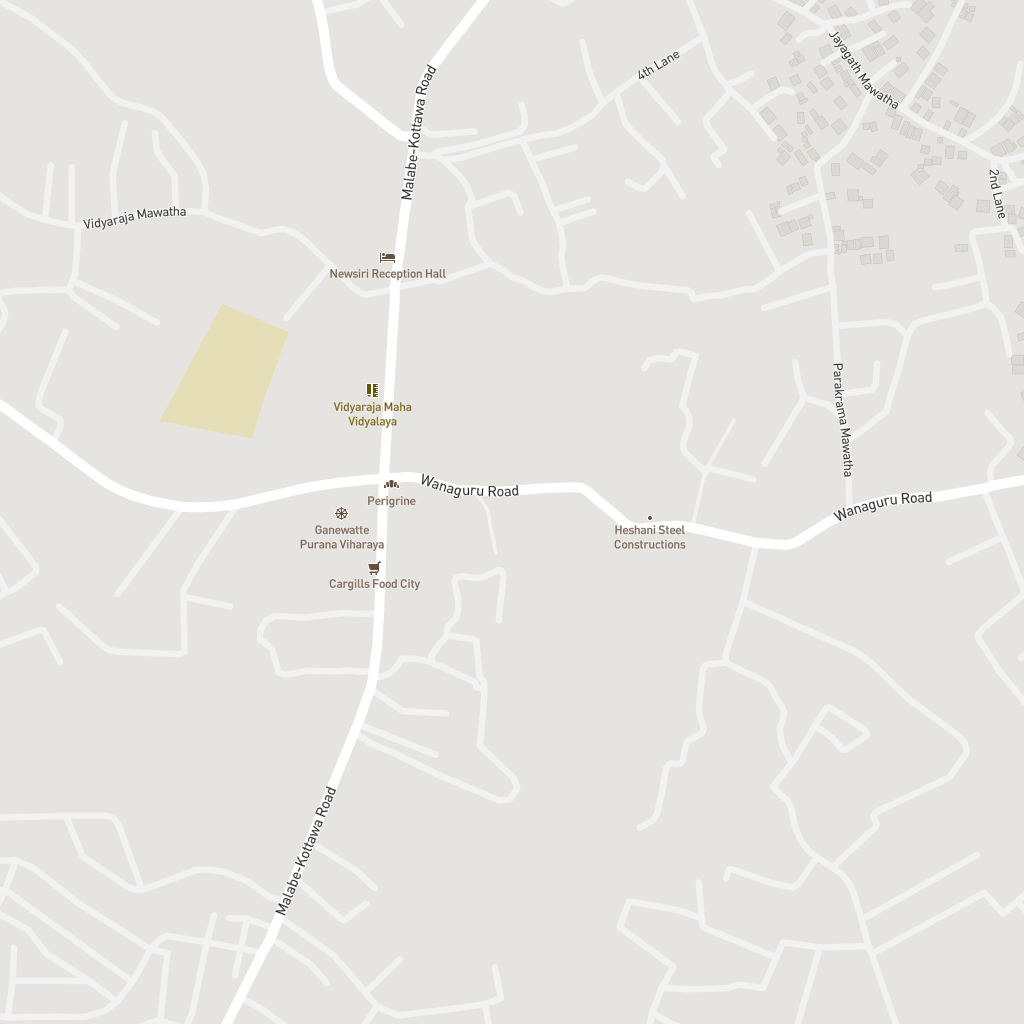 Jayagath Mawatha
4th Lane
Malabe-Kottawa Road
2nd Lane
Vidyaraja Mawatha
Newsiri Reception Hall
Vidyaraja Maha
Vidyalaya
Parakrama Mawatha
Wanaguru Road
Perigrine
Wanaguru Road
Ganewatte
Purana Viharaya
Heshani Steel
Constructions
Cargills Food City
Malabe-Kottawa Road